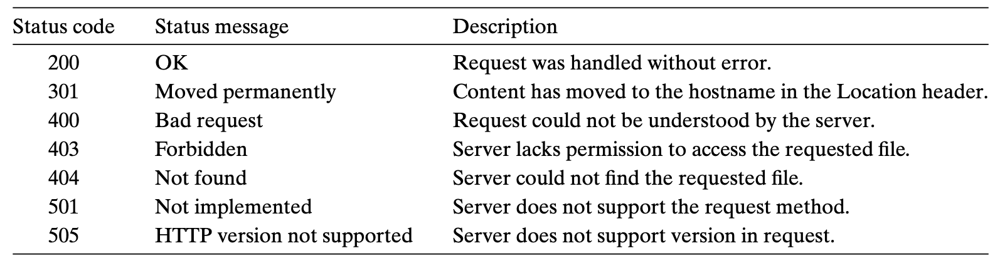 Status code Status message Description
200 OK Request was handled without error.
301 Moved permanently Content has moved to the hostname in the Location header.
400 Bad request Request could not be understood by the server.
403 Forbidden Server lacks permission to access the requested file.
404 Not found Server could not find the requested file.
501 Not implemented Server does not support the request method.
505 HTTP version not supported Server does not support version in request.